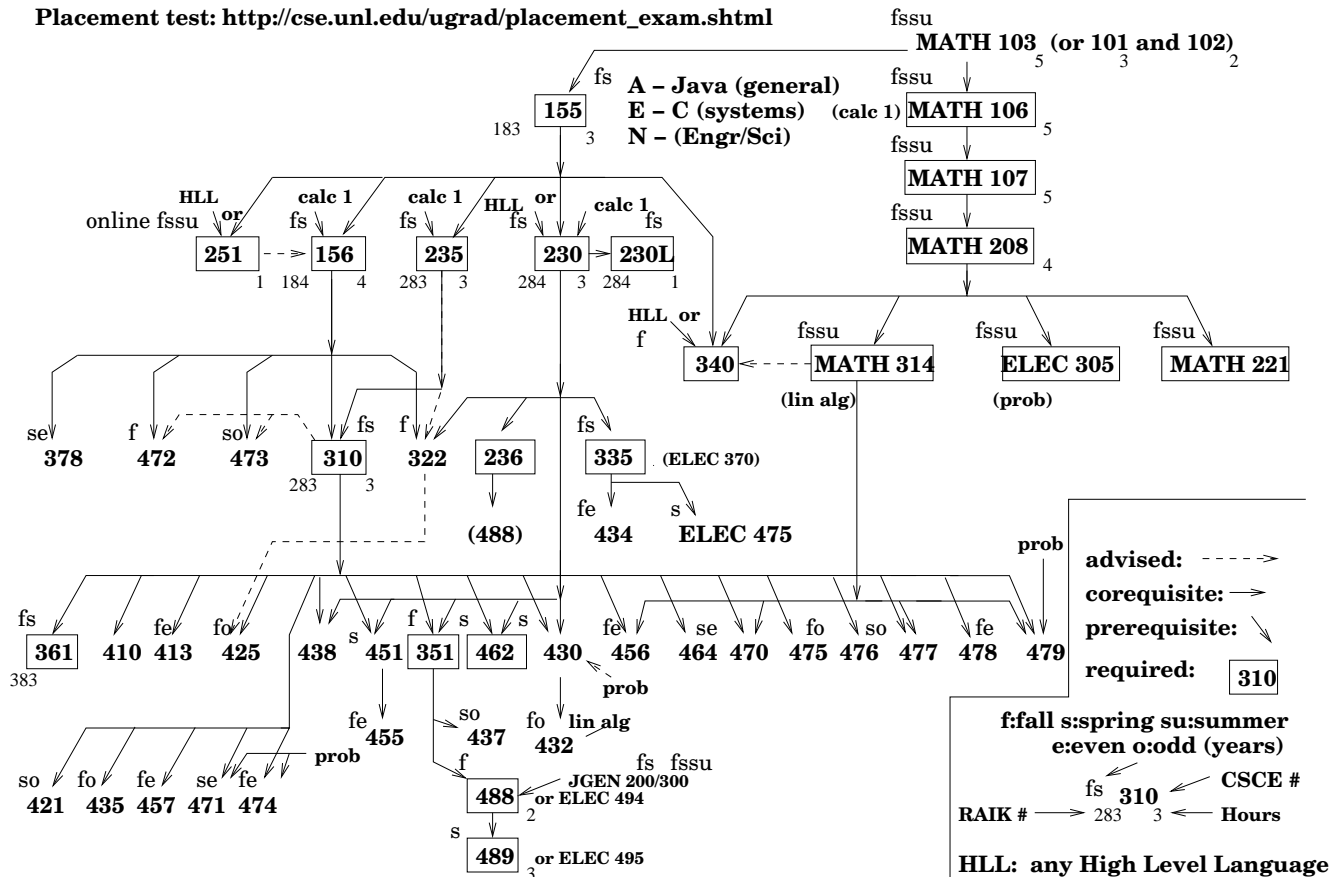 Placement test: http://cse.unl.edu/ugrad/placement_exam.shtml
fssu
MATH 103 (or 101 and 102)
5 3 2
fs
A – Java (general)
E – C (systems)
N – (Engr/Sci)
155
183 3
fssu
(calc 1) MATH 106
5
fssu
MATH 107
5
fssu
MATH 208
4
HLL or calc 1 calc 1 HLL or calc 1
online fssu fs fs fs fs
251 156 235 230 230L
1 184 4 283 3 284 3 284 1
HLL or
f fssu fssu fssu
340 MATH 314 ELEC 305 MATH 221
(lin alg) (prob)
se f so fs f fs
378 472 473 310 322 236 335 (ELEC 370)
283 3
fe s
(488) 434 ELEC 475
prob
fs fe fo s f s s fe se fo so fe
361 410 413 425 438 451 351 462 430 456 464 470 475 476 477 478 479
383
prob
fe so fo lin alg
455 437 432
prob
so fo fe se fe
421 435 457 471 474
f fs fssu
JGEN 200/300
488 or ELEC 494
2
s
489 or ELEC 495
3
advised:
corequisite:
prerequisite:
required: 310
f:fall s:spring su:summer
e:even o:odd (years)
fs 310 CSCE #
RAIK # 283 3 Hours
HLL: any High Level Language